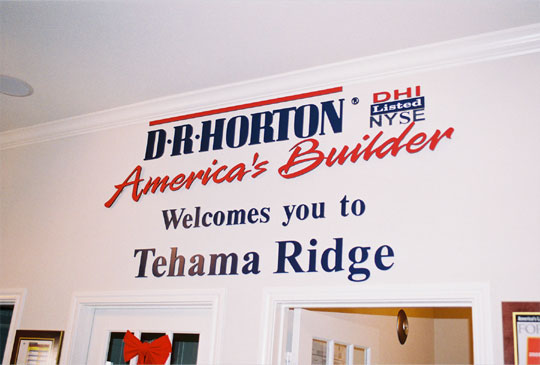 D·R·HORTON®
DHI
Listed
NYSE
America's Builder
Welcomes you to
Tehama Ridge